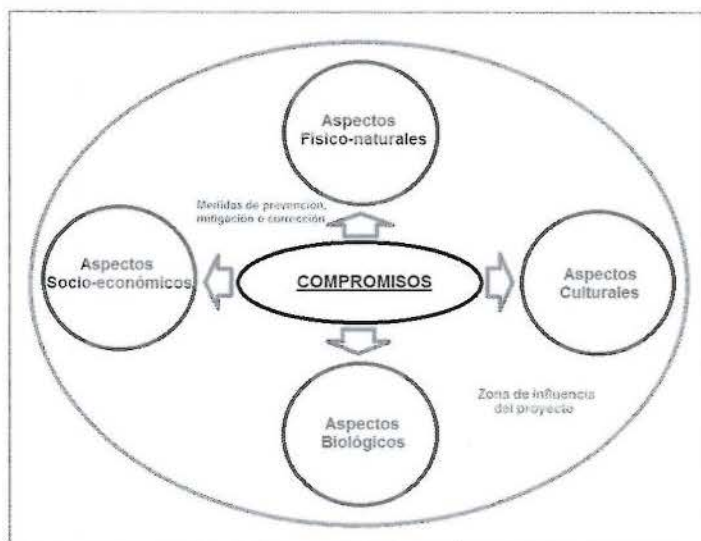 Aspectos
Físico-naturales
Medidas de prevención,
mitigación o corrección
Aspectos
Socio-económicos
COMPROMISOS
Aspectos
Culturales
Zona de influencia
del proyecto
Aspectos
Biológicos